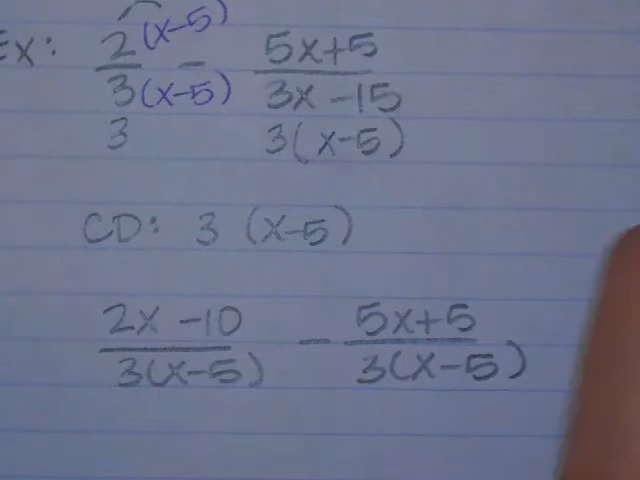 Ex: 2(x-5) - 5x+5
3(x-5) 3x-15
3 3(x-5)
CD: 3 (x-5)
2x-10 - 5x+5
3(x-5) 3(x-5)